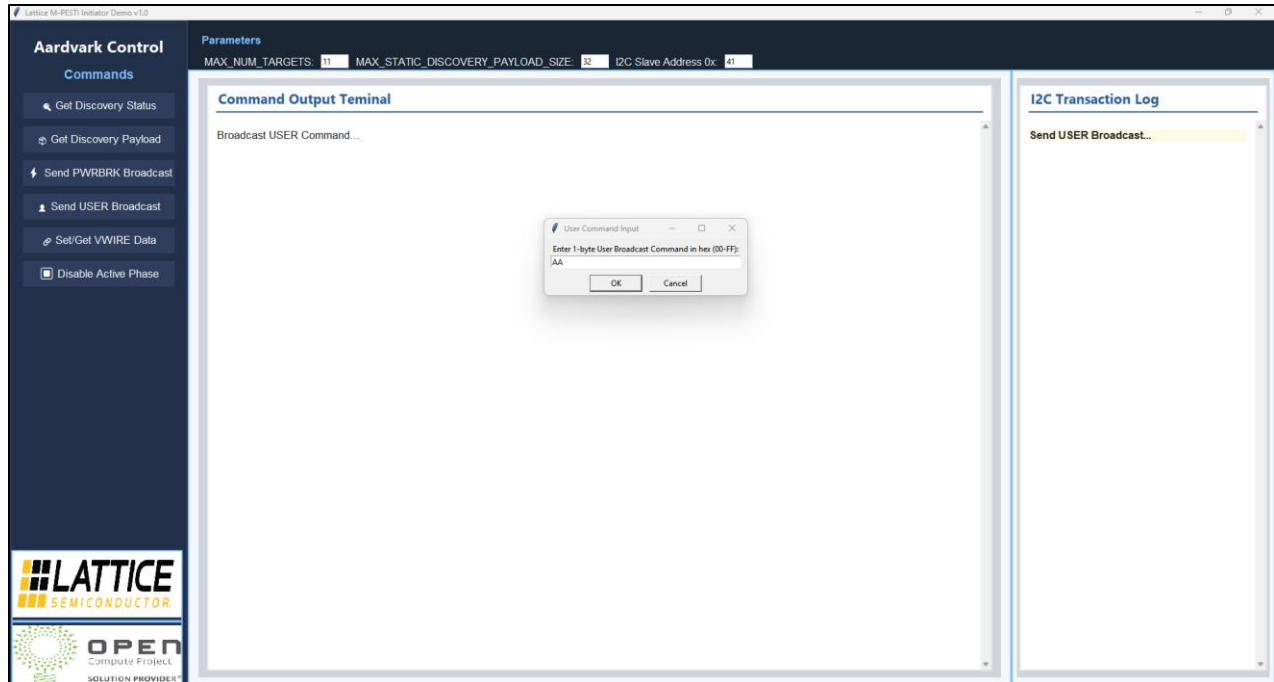 Lattice M-PESTI Initiator Demo v1.0
Aardvark Control
Commands
Get Discovery Status
Get Discovery Payload
Send PWRBRK Broadcast
Send USER Broadcast
Set/Get VWIRE Data
Disable Active Phase
Parameters
MAX_NUM_TARGETS: 11 MAX_STATIC_DISCOVERY_PAYLOAD_SIZE: 32 I2C Slave Address 0x: 41
Command Output Teminal
Broadcast USER Command...
User Command Input
Enter 1-byte User Broadcast Command in hex (00-FF):
AA
OK Cancel
I2C Transaction Log
Send USER Broadcast...
LATTICE
SEMICONDUCTOR.
OPEN
Compute Project
SOLUTION PROVIDER®